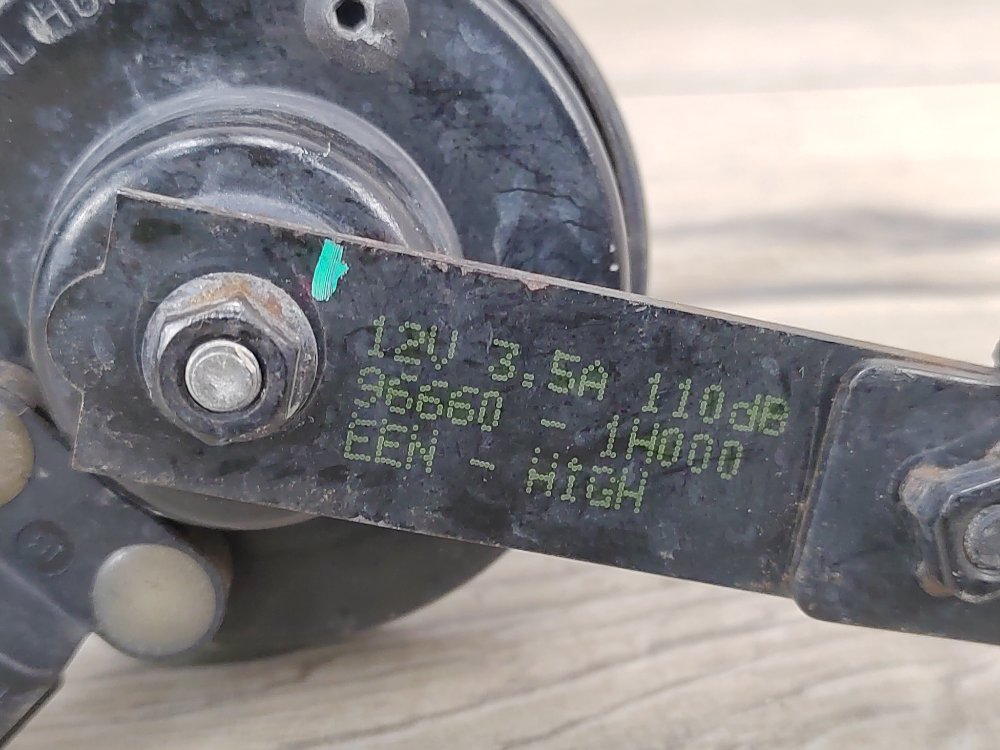 12V 3.5A 110dB
96660 - 1H000
EEN - HiGH